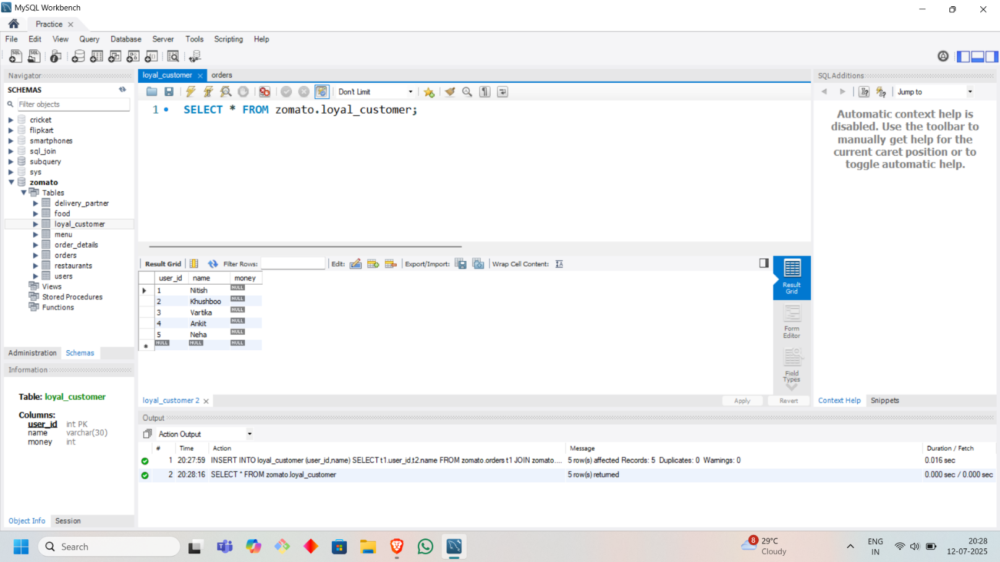 MySQL Workbench
Practice
File Edit View Query Database Server Tools Scripting Help
Navigator
SCHEMAS
Filter objects
cricket
flipkart
smartphones
sql_join
subquery
sys
zomato
Tables
delivery_partner
food
loyal_customer
menu
order_details
orders
restaurants
users
Views
Stored Procedures
Functions
Administration Schemas
Information
Table: loyal_customer
Columns:
user_id int PK
name varchar(30)
money int
Object Info Session
loyal_customer orders
Don't Limit
1 SELECT * FROM zomato.loyal_customer;
Result Grid Filter Rows: Edit: Export/Import: Wrap Cell Content:
user_id name money
1 Nitish NULL
2 Khushboo NULL
3 Vartika NULL
4 Ankit NULL
5 Neha NULL
NULL NULL NULL
Result
Grid
Form
Editor
Field
Types
loyal_customer 2
Apply Revert
SQLAdditions
Jump to
Automatic context help is
disabled. Use the toolbar to
manually get help for the
current caret position or to
toggle automatic help.
Context Help Snippets
Output
Action Output
# Time Action Message Duration / Fetch
1 20:27:59 INSERT INTO loyal_customer (user_id,name) SELECT t1.user_id,t2.name FROM zomato.orders t1 JOIN zomato.... 5 row(s) affected Records: 5 Duplicates: 0 Warnings: 0 0.016 sec
2 20:28:16 SELECT * FROM zomato.loyal_customer 5 row(s) returned 0.000 sec / 0.000 sec
Search
8
29°C
Cloudy
ENG
IN
20:28
12-07-2025